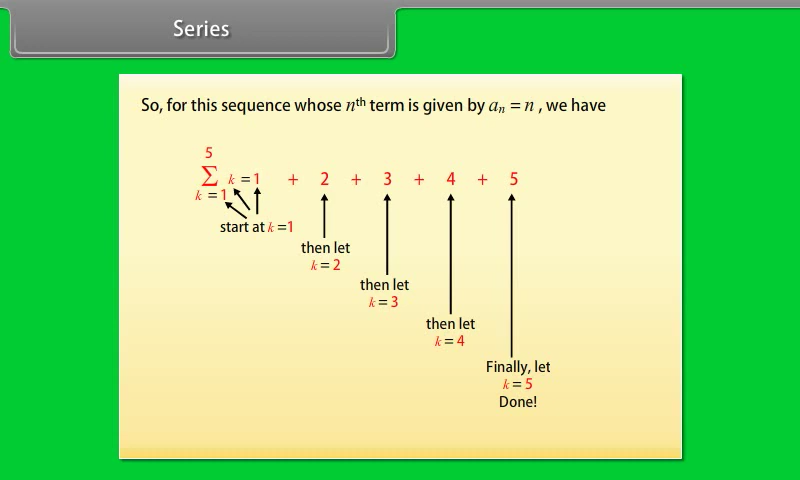 Series
So, for this sequence whose nth term is given by an = n , we have
5
Σ k = 1 + 2 + 3 + 4 + 5
k = 1
start at k =1
then let
k = 2
then let
k = 3
then let
k = 4
Finally, let
k = 5
Done!